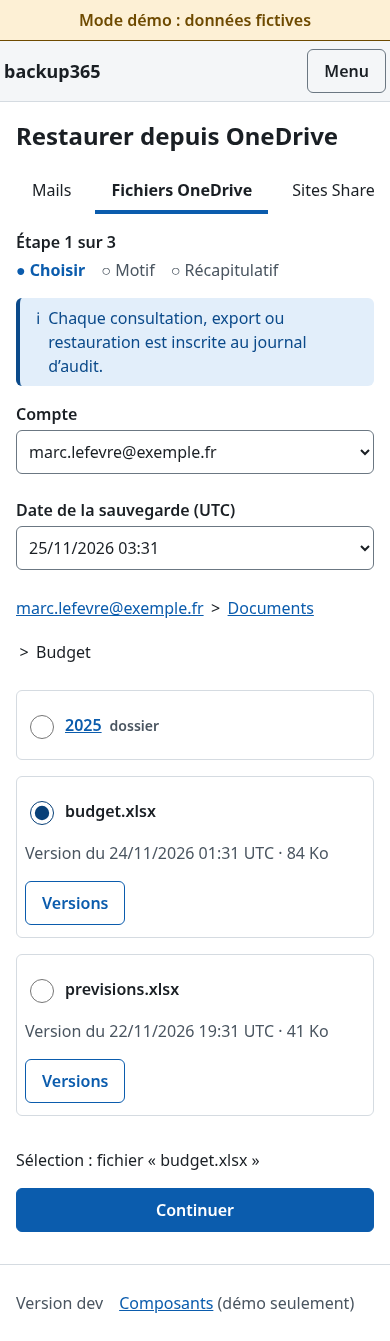 Mode démo : données fictives
backup365
Menu
Restaurer depuis OneDrive
Mails Fichiers OneDrive Sites Share
Étape 1 sur 3
● Choisir ○ Motif ○ Récapitulatif
i Chaque consultation, export ou
restauration est inscrite au journal
d’audit.
Compte
marc.lefevre@exemple.fr
Date de la sauvegarde (UTC)
25/11/2026 03:31
marc.lefevre@exemple.fr > Documents
> Budget
2025 dossier
budget.xlsx
Version du 24/11/2026 01:31 UTC · 84 Ko
Versions
previsions.xlsx
Version du 22/11/2026 19:31 UTC · 41 Ko
Versions
Sélection : fichier « budget.xlsx »
Continuer
Version dev Composants (démo seulement)